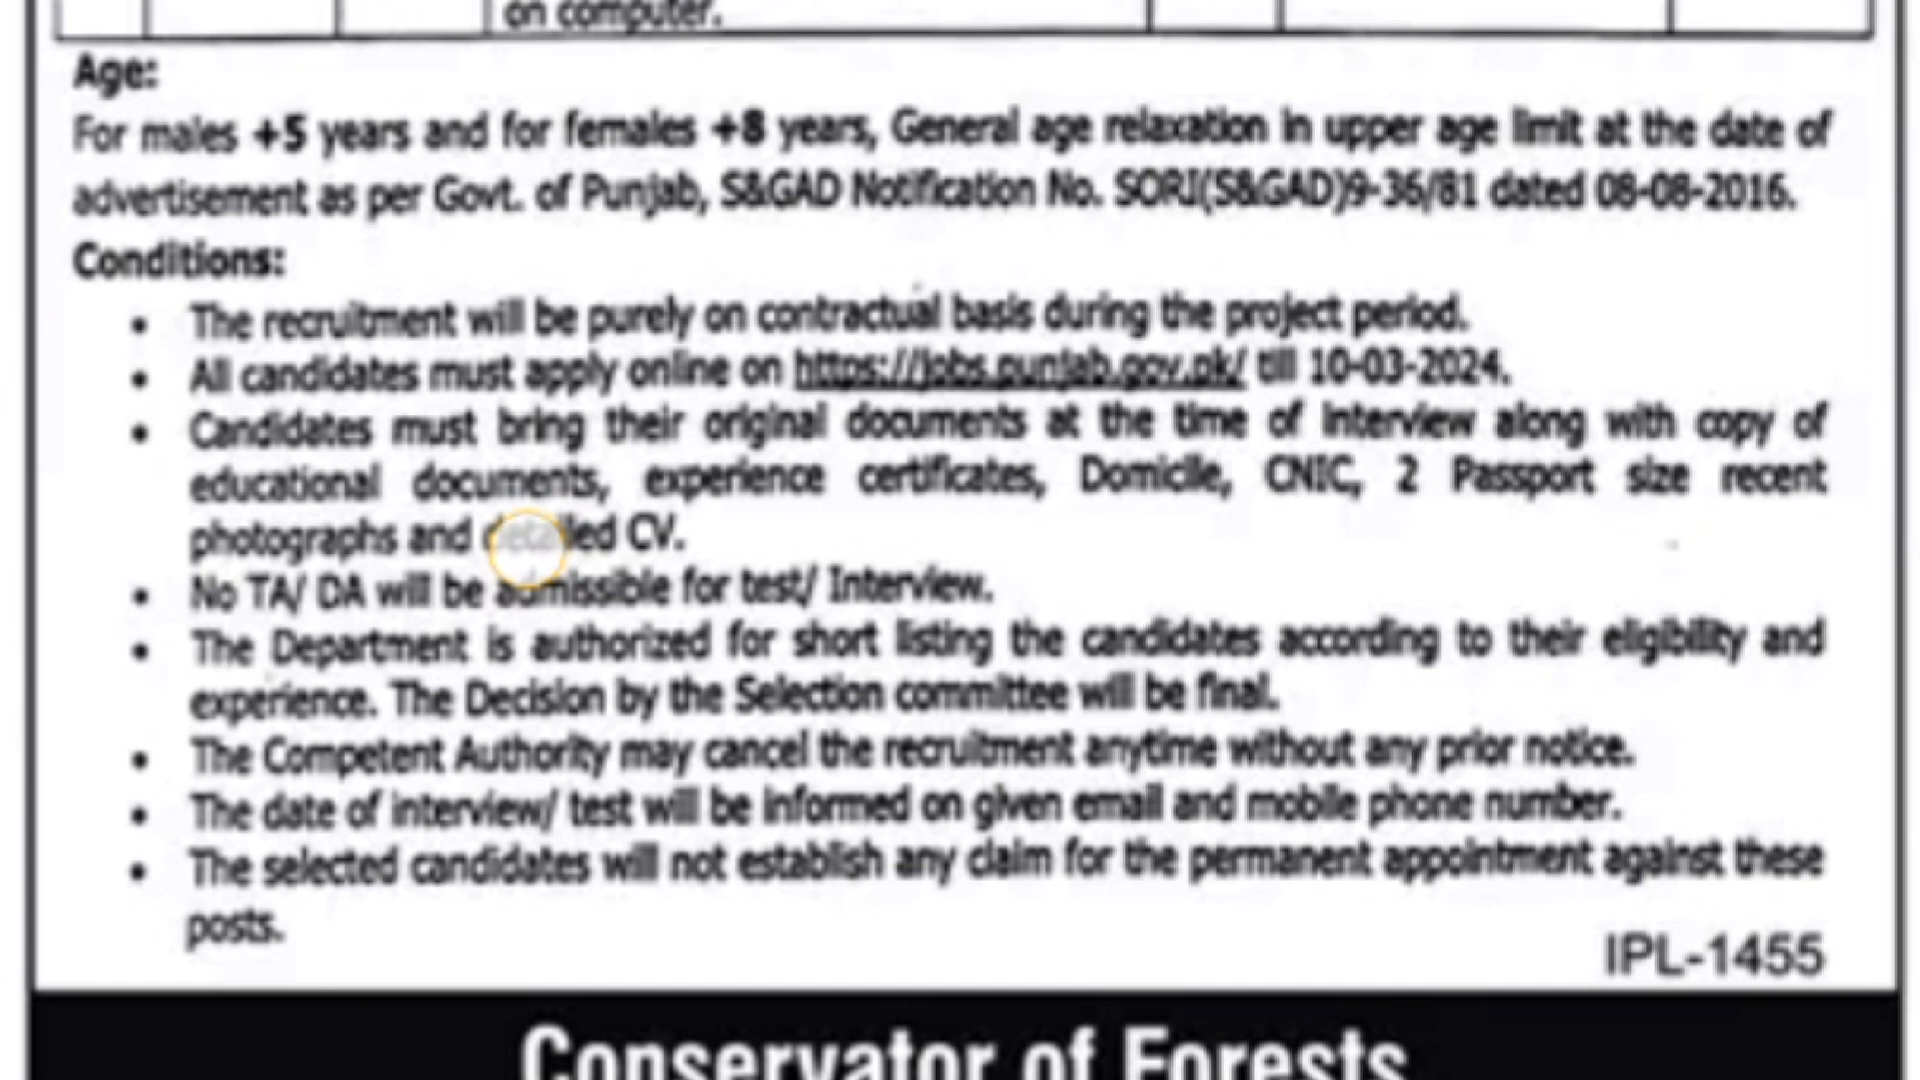 on computer.
Age:
For males +5 years and for females +8 years, General age relaxation in upper age limit at the date of
advertisement as per Govt. of Punjab, S&GAD Notification No. SORI(S&GAD)9-36/81 dated 08-08-2016.
Conditions:
• The recruitment will be purely on contractual basis during the project period.
• All candidates must apply online on https://jobs.punjab.gov.pk/ till 10-03-2024.
• Candidates must bring their original documents at the time of interview along with copy of
educational documents, experience certificates, Domicile, CNIC, 2 Passport size recent
photographs and detailed CV.
• No TA/ DA will be admissible for test/ Interview.
• The Department is authorized for short listing the candidates according to their eligibility and
experience. The Decision by the Selection committee will be final.
• The Competent Authority may cancel the recruitment anytime without any prior notice.
• The date of interview/ test will be informed on given email and mobile phone number.
• The selected candidates will not establish any claim for the permanent appointment against these
posts.
IPL-1455
Conservator of Forests